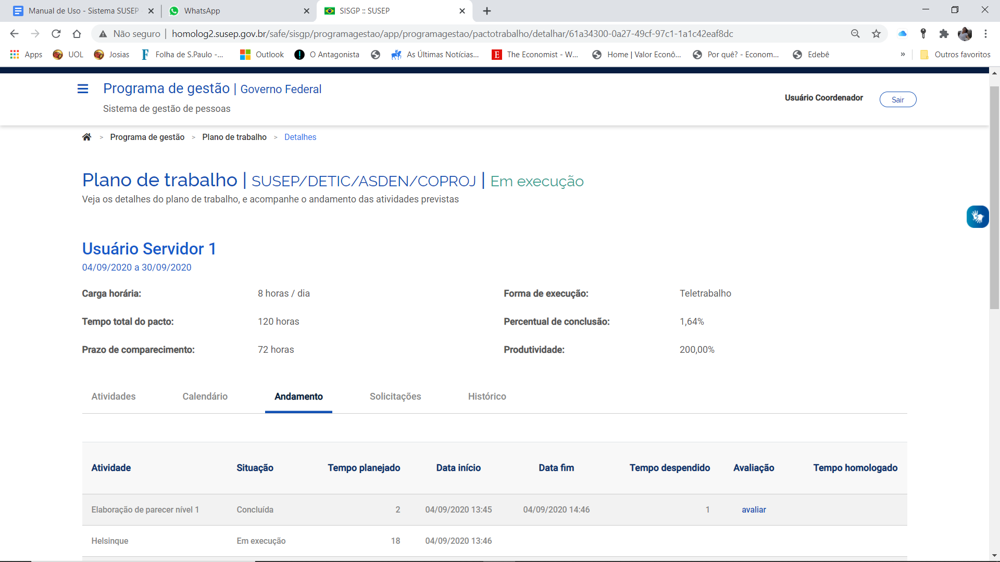 Manual de Uso - Sistema SUSEP
WhatsApp
SISGP :: SUSEP
Não seguro | homolog2.susep.gov.br/safe/sisgp/programagestao/app/programagestao/pactotrabalho/detalhar/61a34300-0a27-49cf-97c1-1a1c42eaf8dc
Apps UOL Josias Folha de S.Paulo -... Outlook O Antagonista As Últimas Notícias... The Economist - W... Home | Valor Econô... Por quê? - Econom... Edebê » Outros favoritos
Programa de gestão | Governo Federal
Sistema de gestão de pessoas
Usuário Coordenador
Sair
> Programa de gestão > Plano de trabalho > Detalhes
Plano de trabalho | SUSEP/DETIC/ASDEN/COPROJ | Em execução
Veja os detalhes do plano de trabalho, e acompanhe o andamento das atividades previstas
Usuário Servidor 1
04/09/2020 a 30/09/2020
Carga horária: 8 horas / dia Forma de execução: Teletrabalho
Tempo total do pacto: 120 horas Percentual de conclusão: 1,64%
Prazo de comparecimento: 72 horas Produtividade: 200,00%
Atividades Calendário Andamento Solicitações Histórico
Atividade Situação Tempo planejado Data início Data fim Tempo despendido Avaliação Tempo homologado
Elaboração de parecer nível 1 Concluída 2 04/09/2020 13:45 04/09/2020 14:46 1 avaliar
Helsinque Em execução 18 04/09/2020 13:46